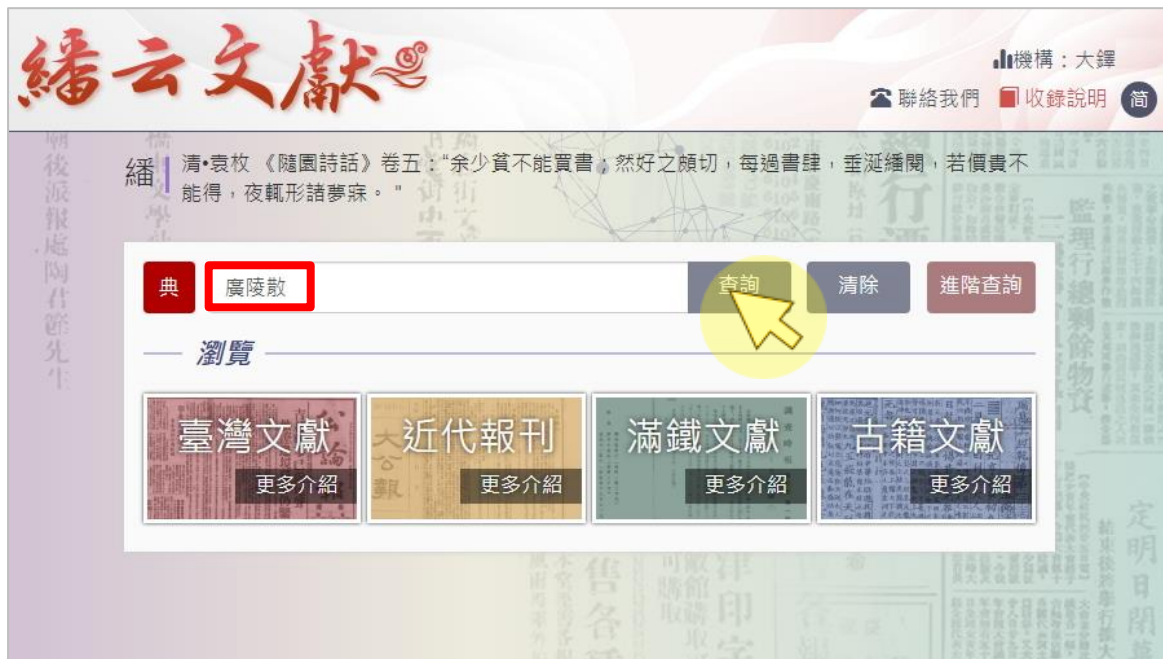 繙云文獻
機構：大鐸
聯絡我們 收錄說明 简
繙 清•袁枚 《隨園詩話》卷五：“余少貧不能買書；然好之頗切，每過書肆，垂涎繙閱，若價貴不
能得，夜輒形諸夢寐。"
典 廣陵散 查詢 清除 進階查詢
瀏覽
臺灣文獻 近代報刊 滿鐵文獻 古籍文獻
更多介紹 更多介紹 更多介紹 更多介紹